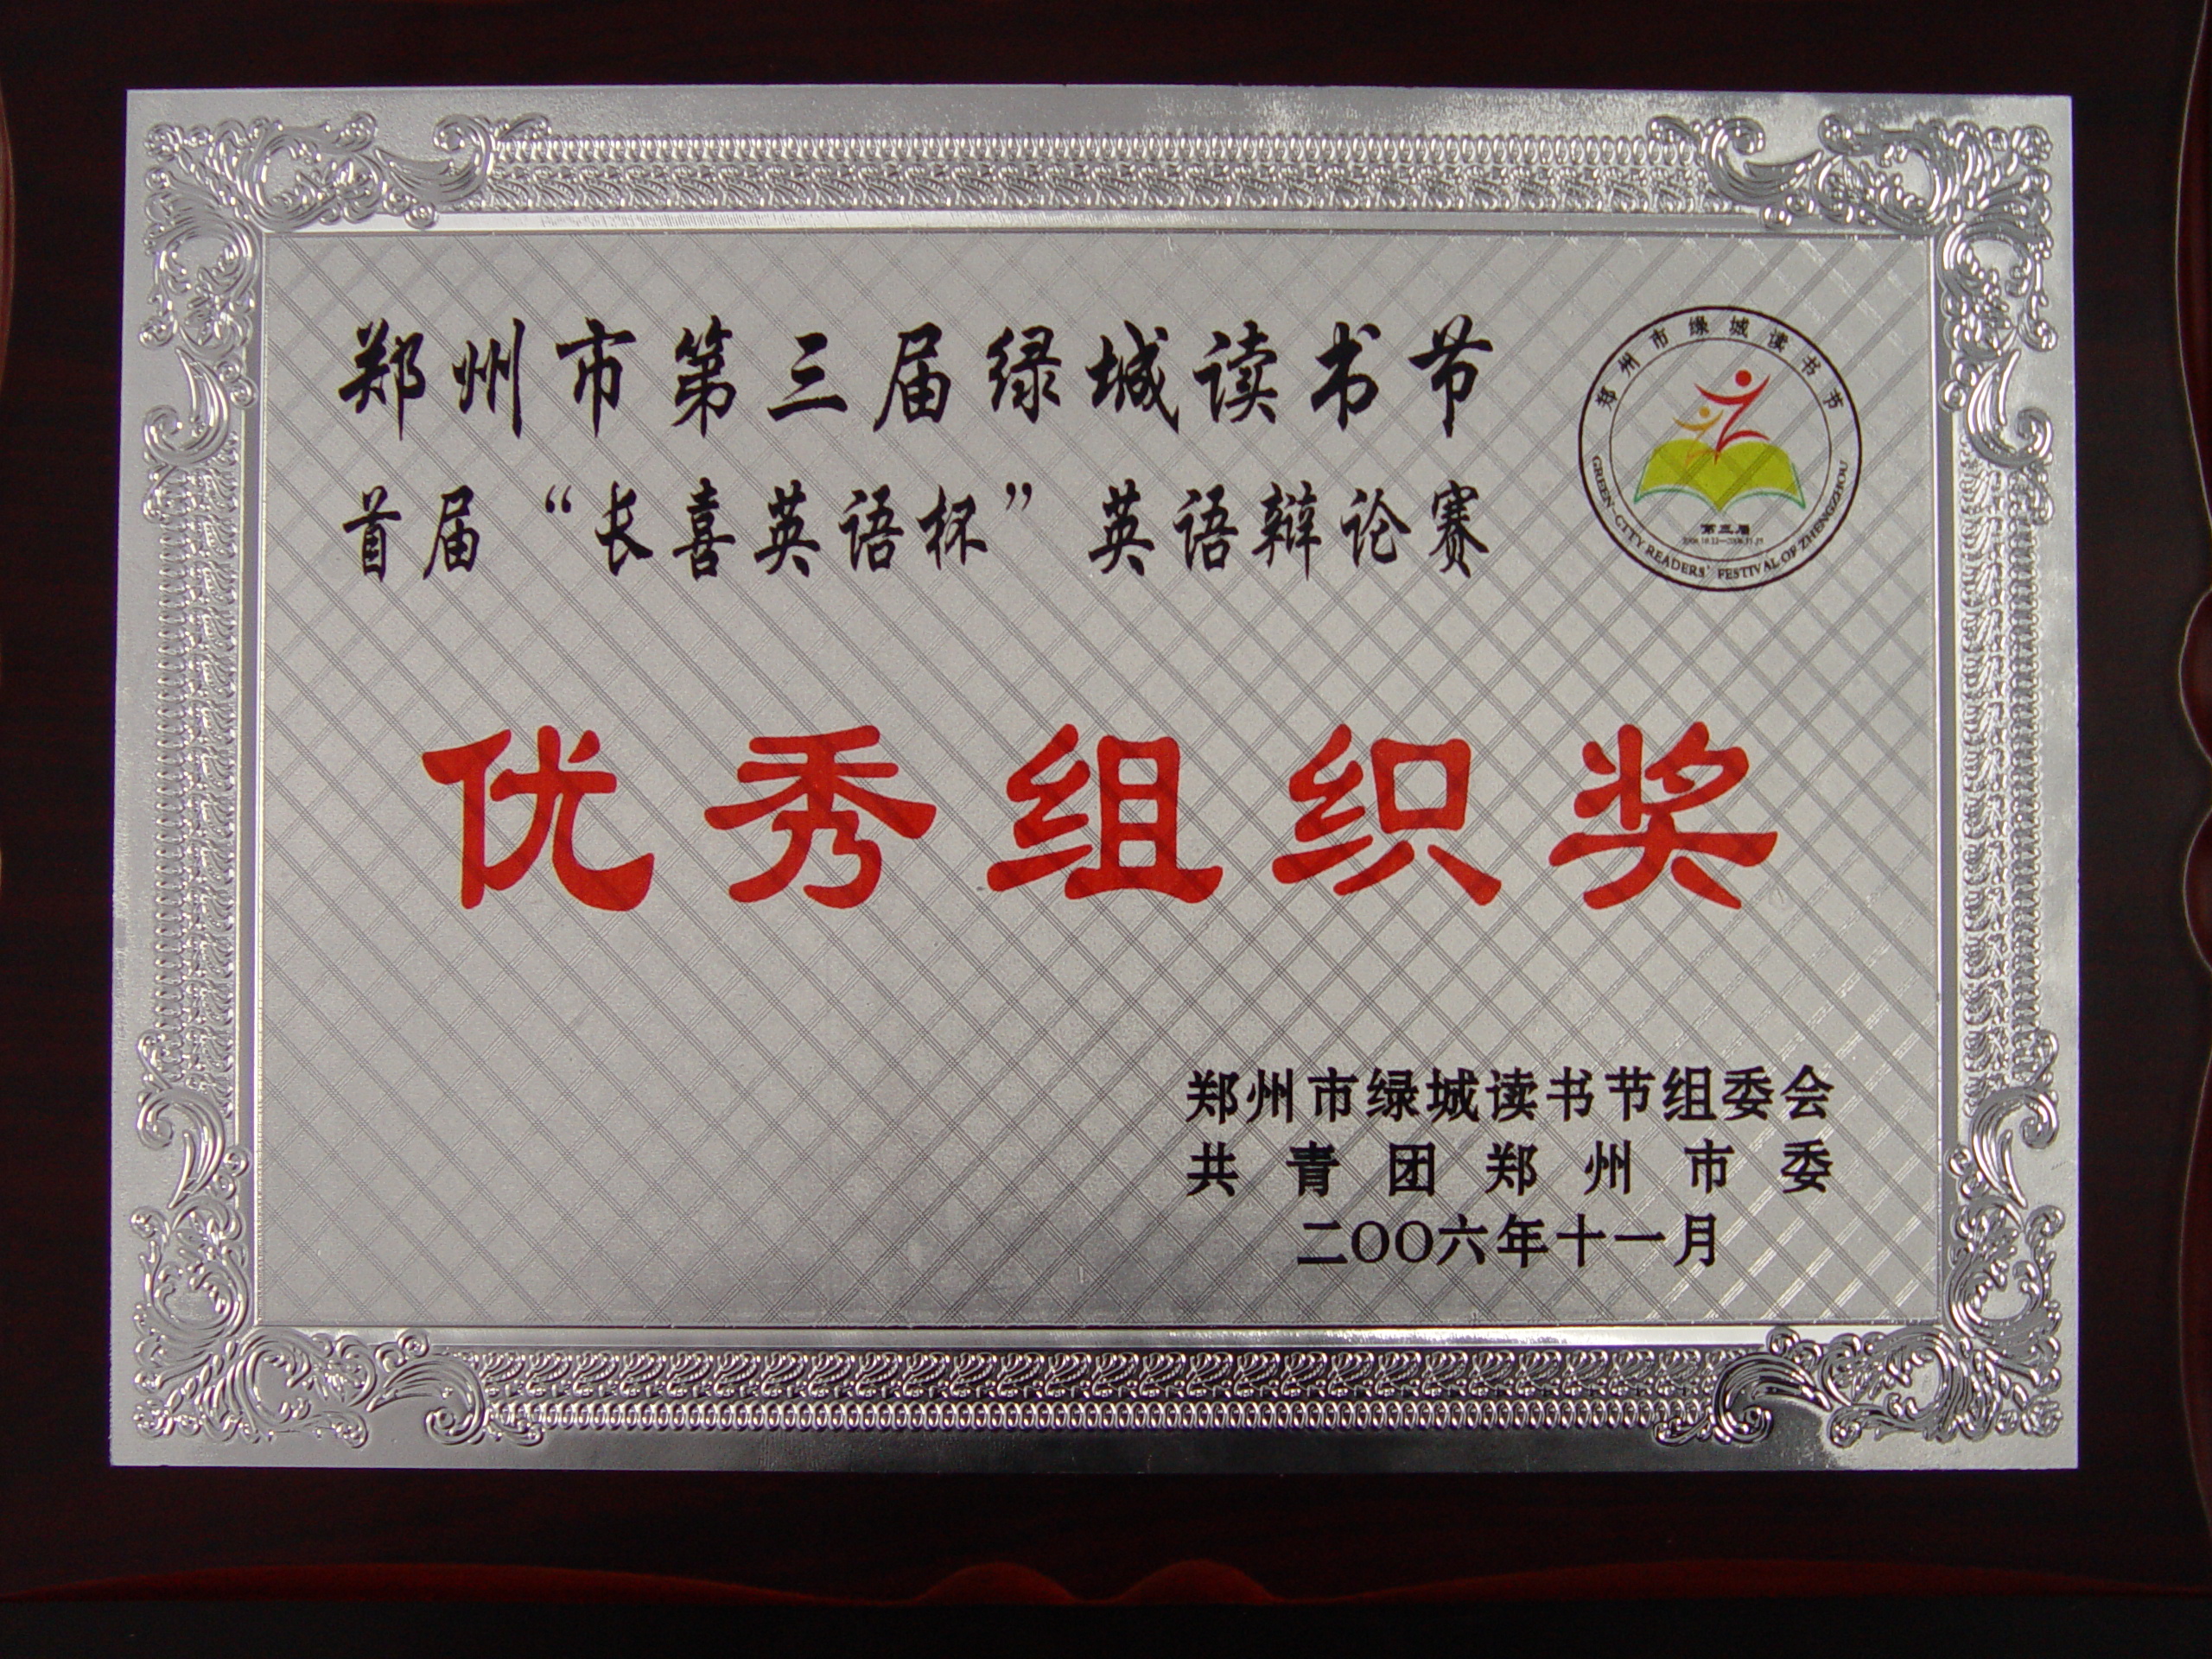 郑州市第三届绿城读书节
首届“长喜英语杯”英语辩论赛
郑州市绿城读书节
第三届
GREEN-CITY READERS' FESTIVAL OF ZHENGZHOU
优秀组织奖
郑州市绿城读书节组委会
共青团郑州市委
二OO六年十一月